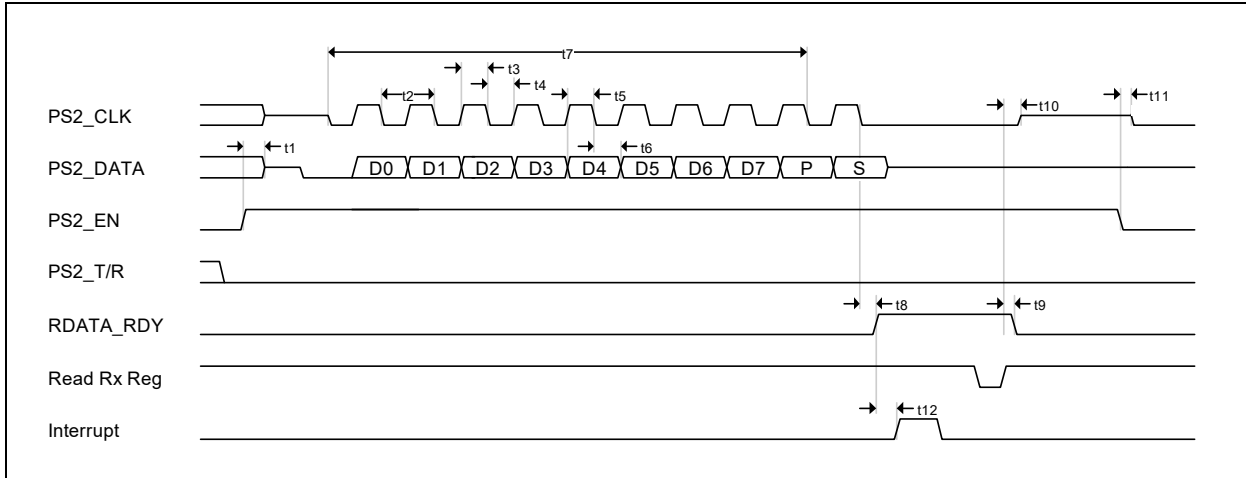 t7
t3
t4
PS2_CLK
t2
t5
t10
t11
t1
t6
PS2_DATA
D0 D1 D2 D3 D4 D5 D6 D7 P S
PS2_EN
PS2_T/R
t8
t9
RDATA_RDY
Read Rx Reg
t12
Interrupt